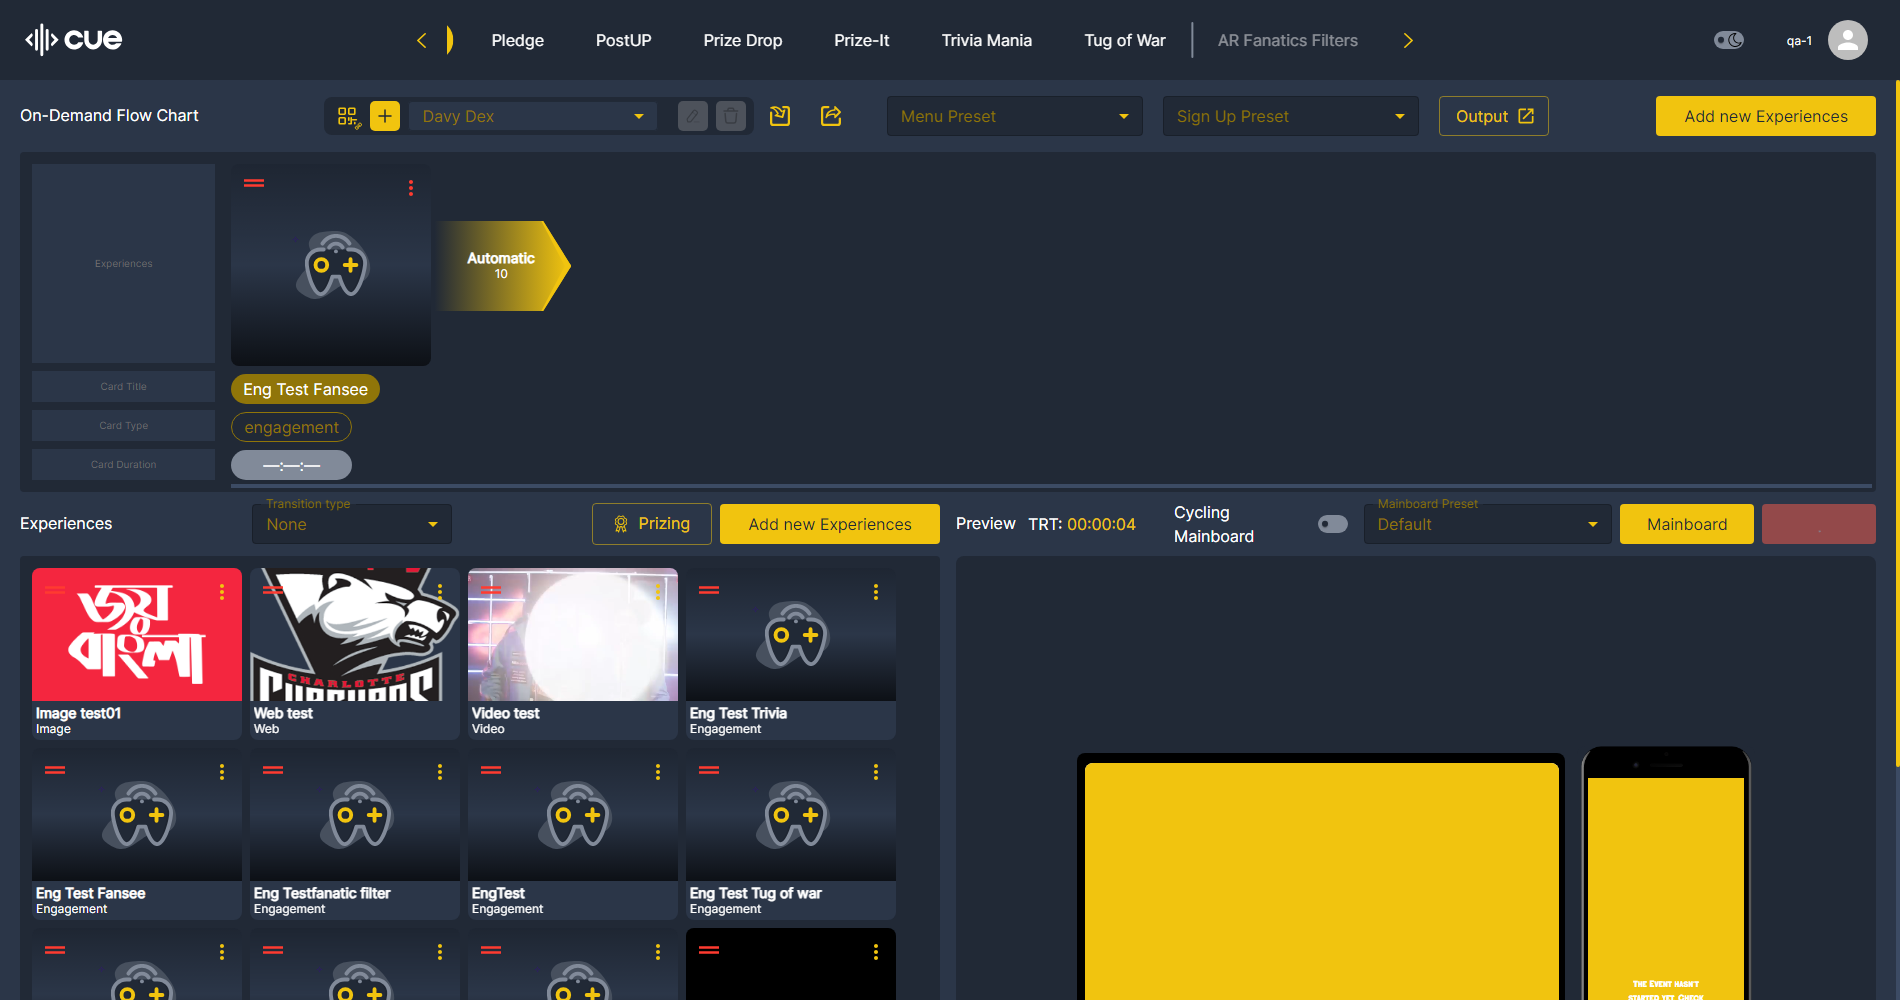 cue
Pledge
PostUP
Prize Drop
Prize-It
Trivia Mania
Tug of War
AR Fanatics Filters
qa-1
On-Demand Flow Chart
Davy Dex
Menu Preset
Sign Up Preset
Output
Add new Experiences
Experiences
Automatic
10
Card Title
Eng Test Fansee
Card Type
engagement
Card Duration
—:—:—
Experiences
Transition type
None
Prizing
Add new Experiences
Preview
TRT: 00:00:04
Cycling
Mainboard
Mainboard Preset
Default
Mainboard
জয়
বাংলা
Image test01
Image
CHARLOTTE
Web test
Web
Video test
Video
Eng Test Trivia
Engagement
Eng Test Fansee
Engagement
Eng Testfanatic filter
Engagement
EngTest
Engagement
Eng Test Tug of war
Engagement
The Event hasn't
started yet. Check